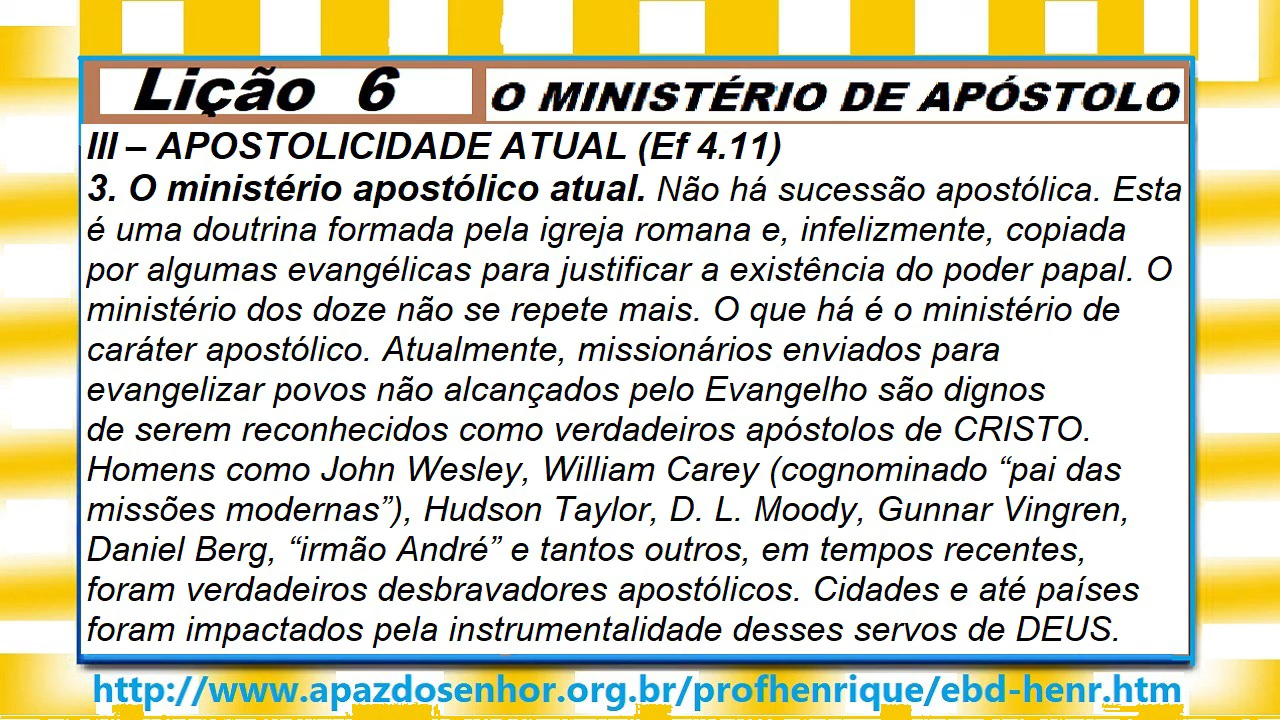 Lição 6
O MINISTÉRIO DE APÓSTOLO
III – APOSTOLICIDADE ATUAL (Ef 4.11)
3. O ministério apostólico atual. Não há sucessão apostólica. Esta
é uma doutrina formada pela igreja romana e, infelizmente, copiada
por algumas evangélicas para justificar a existência do poder papal. O
ministério dos doze não se repete mais. O que há é o ministério de
caráter apostólico. Atualmente, missionários enviados para
evangelizar povos não alcançados pelo Evangelho são dignos
de serem reconhecidos como verdadeiros apóstolos de CRISTO.
Homens como John Wesley, William Carey (cognominado “pai das
missões modernas”), Hudson Taylor, D. L. Moody, Gunnar Vingren,
Daniel Berg, “irmão André” e tantos outros, em tempos recentes,
foram verdadeiros desbravadores apostólicos. Cidades e até países
foram impactados pela instrumentalidade desses servos de DEUS.
http://www.apazdosenhor.org.br/profhenrique/ebd-henr.htm